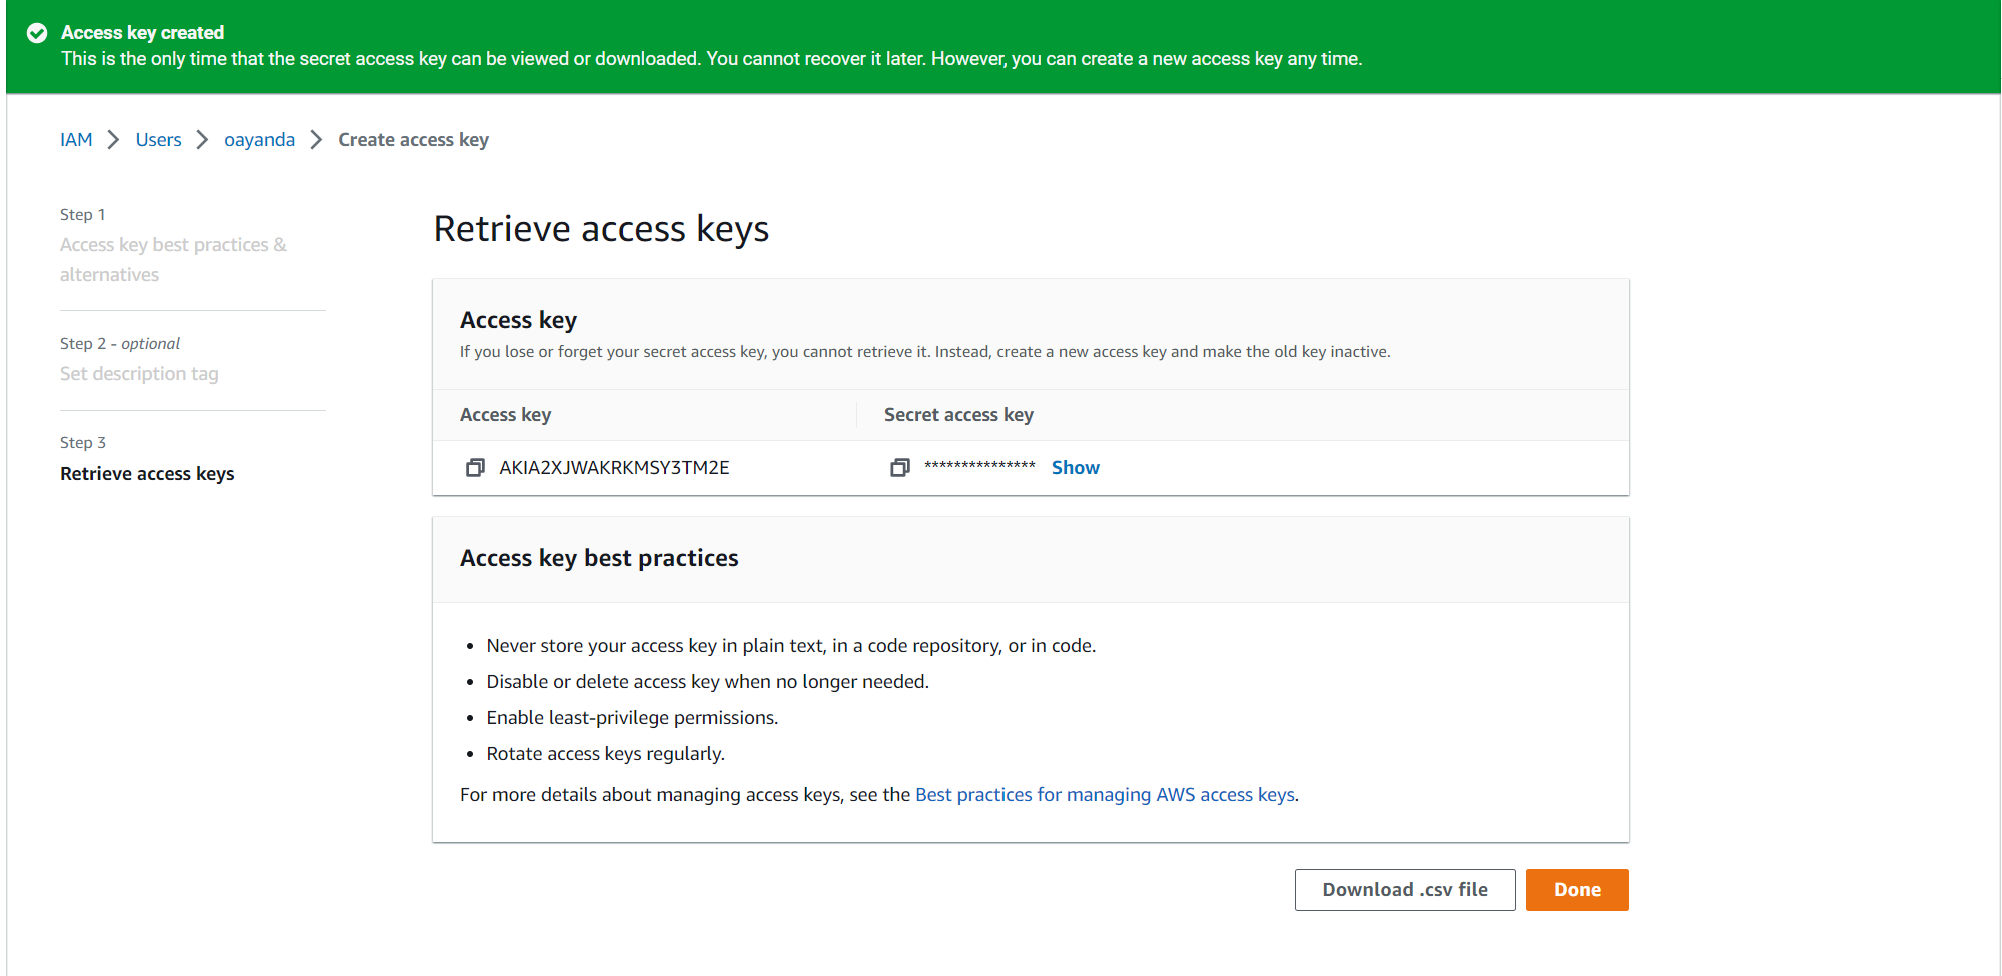 Access key created
This is the only time that the secret access key can be viewed or downloaded. You cannot recover it later. However, you can create a new access key any time.
IAM > Users > oayanda > Create access key
Step 1
Access key best practices &
alternatives
Step 2 - optional
Set description tag
Step 3
Retrieve access keys
Retrieve access keys
Access key
If you lose or forget your secret access key, you cannot retrieve it. Instead, create a new access key and make the old key inactive.
Access key Secret access key
AKIA2XJWAKRKMSY3TM2E *************** Show
Access key best practices
• Never store your access key in plain text, in a code repository, or in code.
• Disable or delete access key when no longer needed.
• Enable least-privilege permissions.
• Rotate access keys regularly.
For more details about managing access keys, see the Best practices for managing AWS access keys.
Download .csv file Done